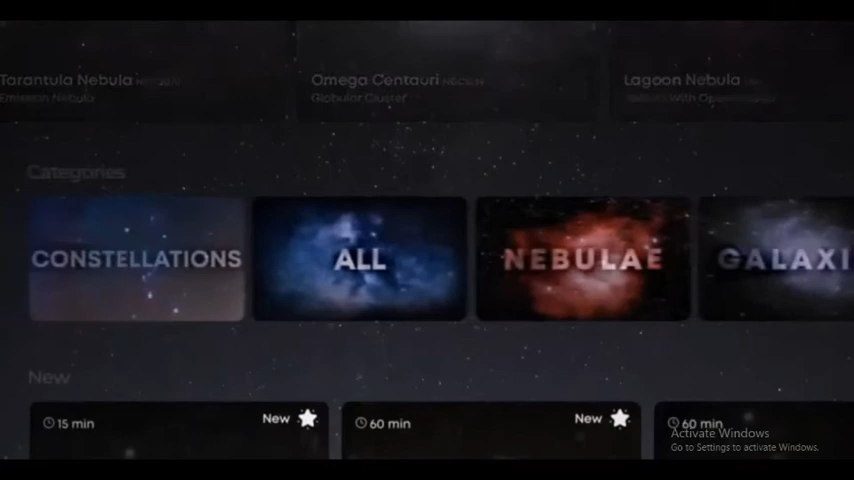 Tarantula Nebula
Emission Nebula
Omega Centauri
Globular Cluster
Lagoon Nebula
With
Categories
CONSTELLATIONS
ALL
NEBULAE
GALAXI
New
15 min
New
60 min
New
60 min
Activate Windows
Go to Settings to activate Windows.